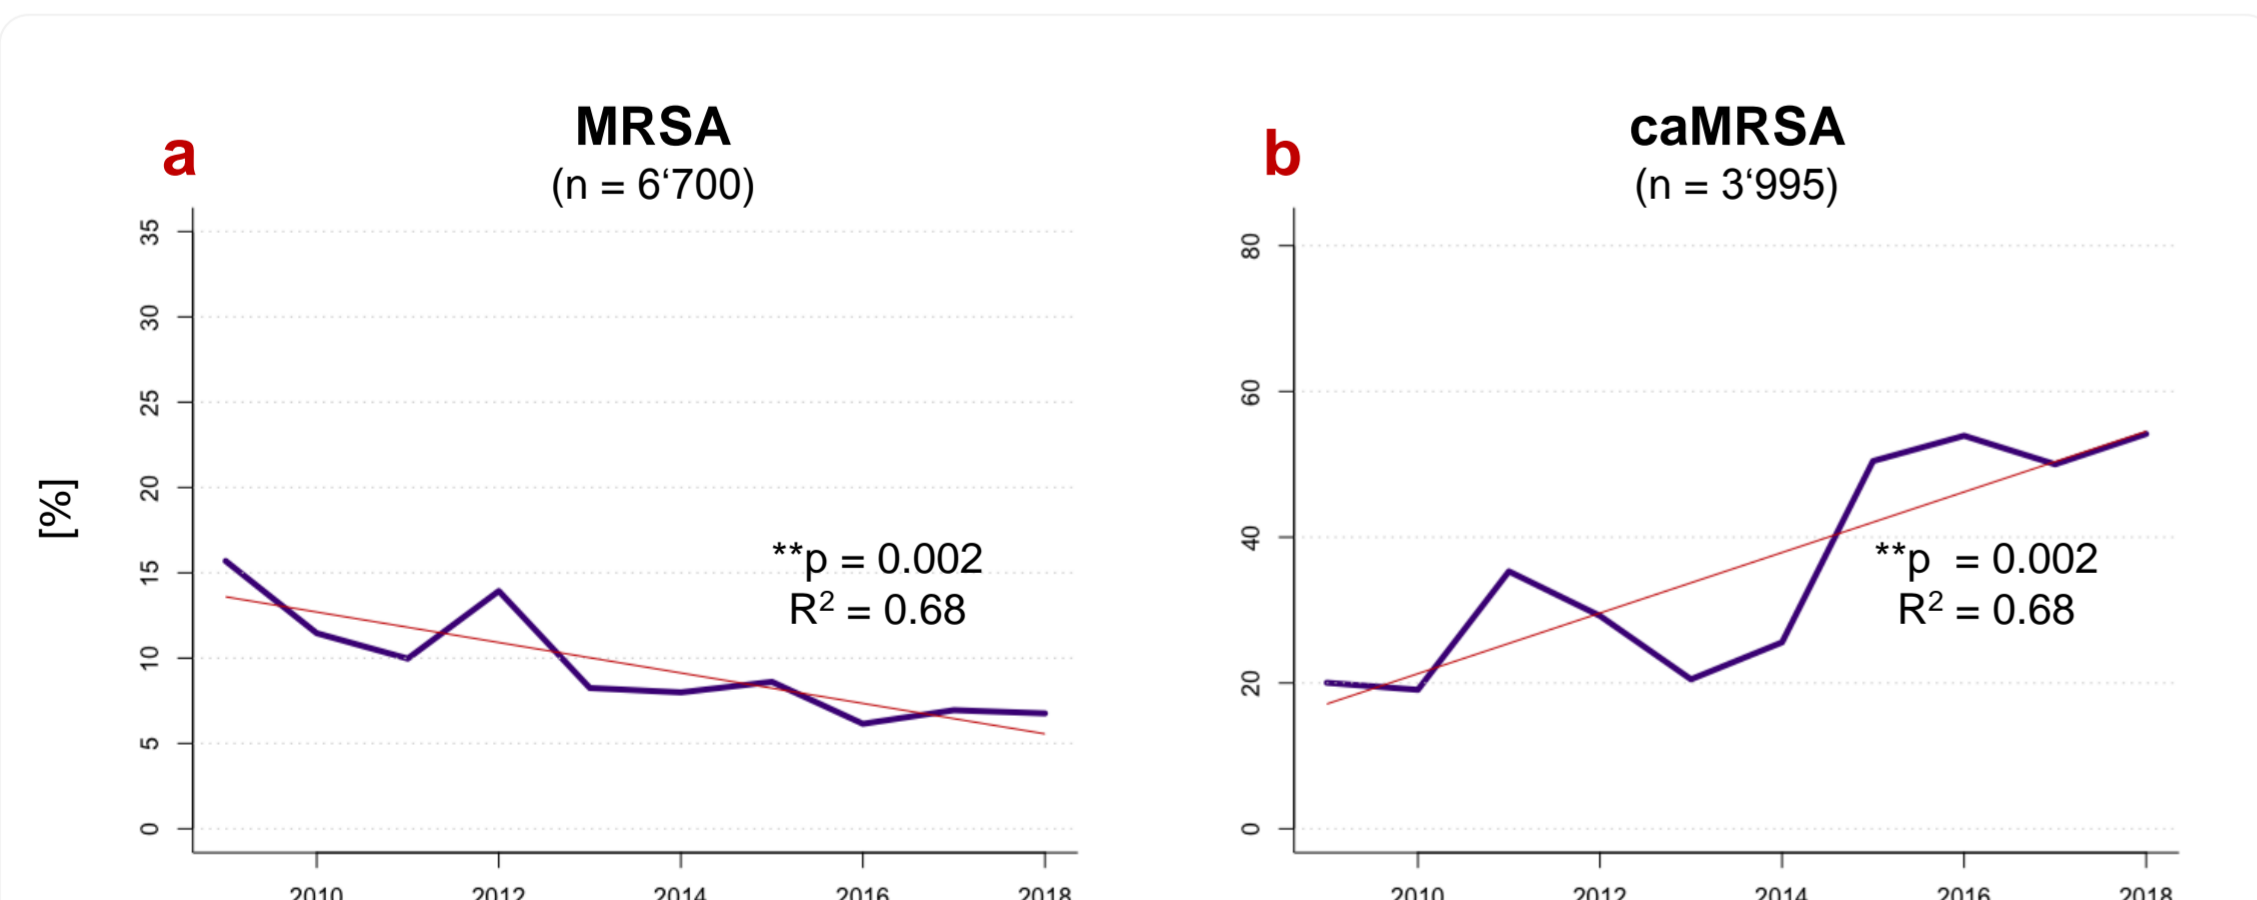 a
MRSA
(n = 6‘700)
[%]
35
30
25
20
15
10
5
0
**p = 0.002
R² = 0.68
2010 2012 2014 2016 2018
b
caMRSA
(n = 3‘995)
80
60
40
20
0
**p = 0.002
R² = 0.68
2010 2012 2014 2016 2018